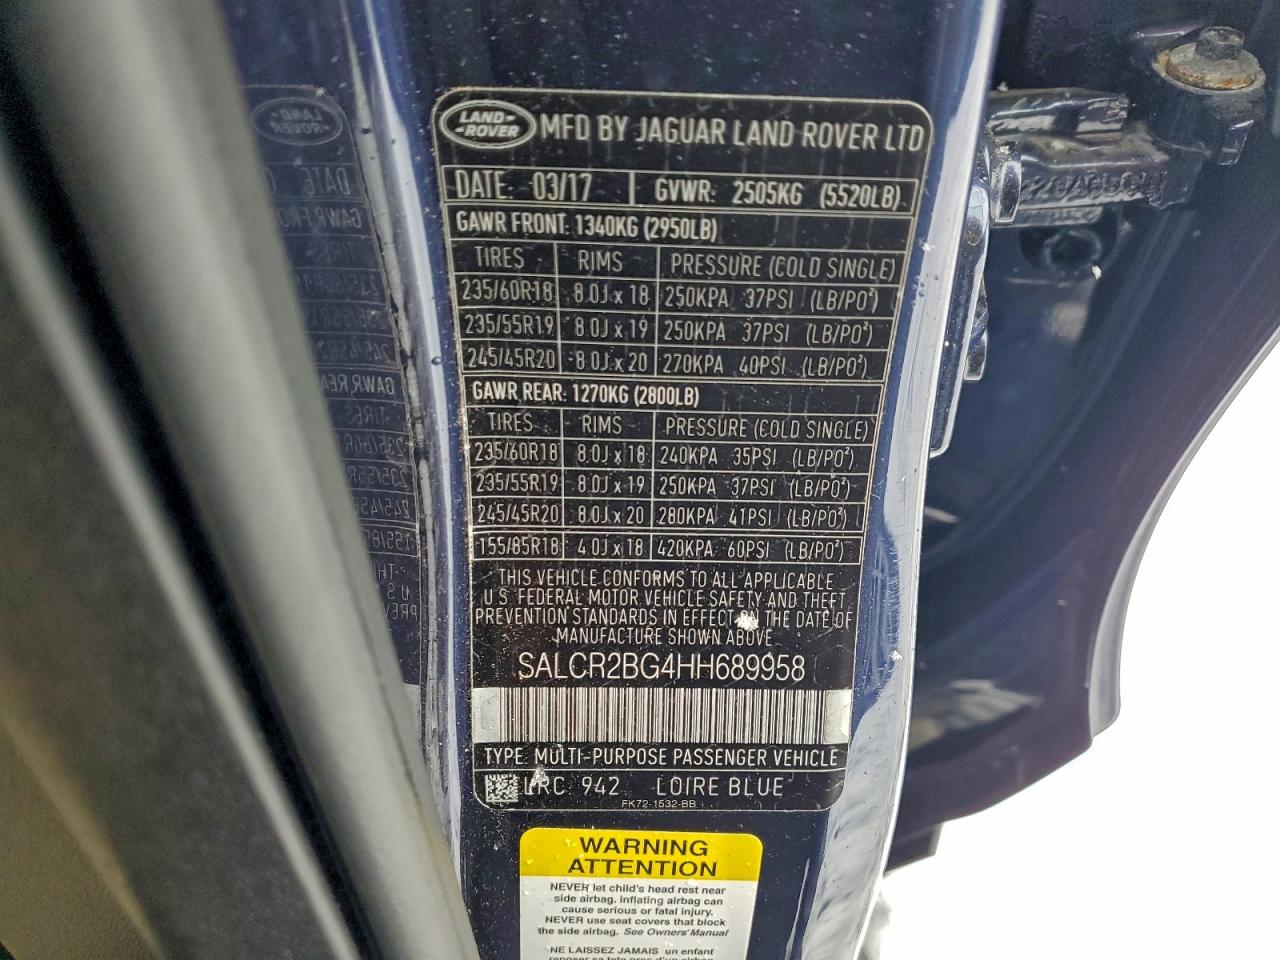 LAND-
-ROVER
MFD BY JAGUAR LAND ROVER LTD
DATE: 03/17 GVWR: 2505KG (5520LB)
GAWR FRONT: 1340KG (2950LB)
TIRES RIMS PRESSURE (COLD SINGLE)
235/60R18 8.0J x 18 250KPA 37PSI (LB/PO²)
235/55R19 8.0J x 19 250KPA 37PSI (LB/PO²)
245/45R20 8.0J x 20 270KPA 40PSI (LB/PO²)
GAWR REAR: 1270KG (2800LB)
TIRES RIMS PRESSURE (COLD SINGLE)
235/60R18 8.0J x 18 240KPA 35PSI (LB/PO²)
235/55R19 8.0J x 19 250KPA 37PSI (LB/PO²)
245/45R20 8.0J x 20 280KPA 41PSI (LB/PO²)
155/85R18 4.0J x 18 420KPA 60PSI (LB/PO²)
THIS VEHICLE CONFORMS TO ALL APPLICABLE
U.S. FEDERAL MOTOR VEHICLE SAFETY AND THEFT
PREVENTION STANDARDS IN EFFECT ON THE DATE OF
MANUFACTURE SHOWN ABOVE
SALCR2BG4HH689958
TYPE: MULTI-PURPOSE PASSENGER VEHICLE
LRC 942 LOIRE BLUE
FK72-1532-BB
WARNING
ATTENTION
NEVER let child's head rest near
side airbag. inflating airbag can
cause serious or fatal injury.
NEVER use seat covers that block
the side airbag. See Owners' Manual
NE LAISSEZ JAMAIS un enfant
reposer sa tete pres d'un airbag